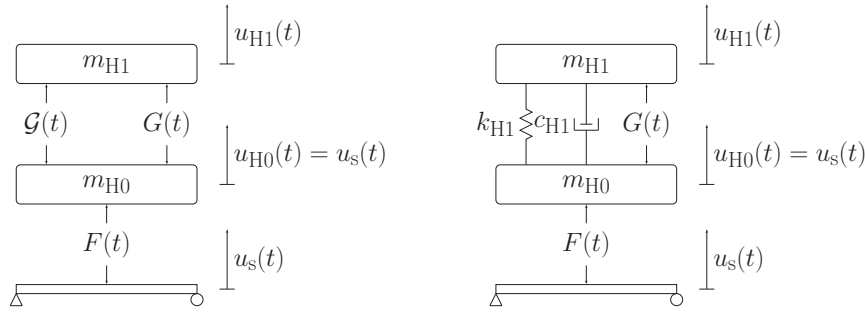 u_H1(t) u_H1(t)
m_H1 m_H1
𝒢(t) G(t) k_H1 c_H1 G(t)
u_H0(t) = u_s(t) u_H0(t) = u_s(t)
m_H0 m_H0
F(t) F(t)
u_s(t) u_s(t)